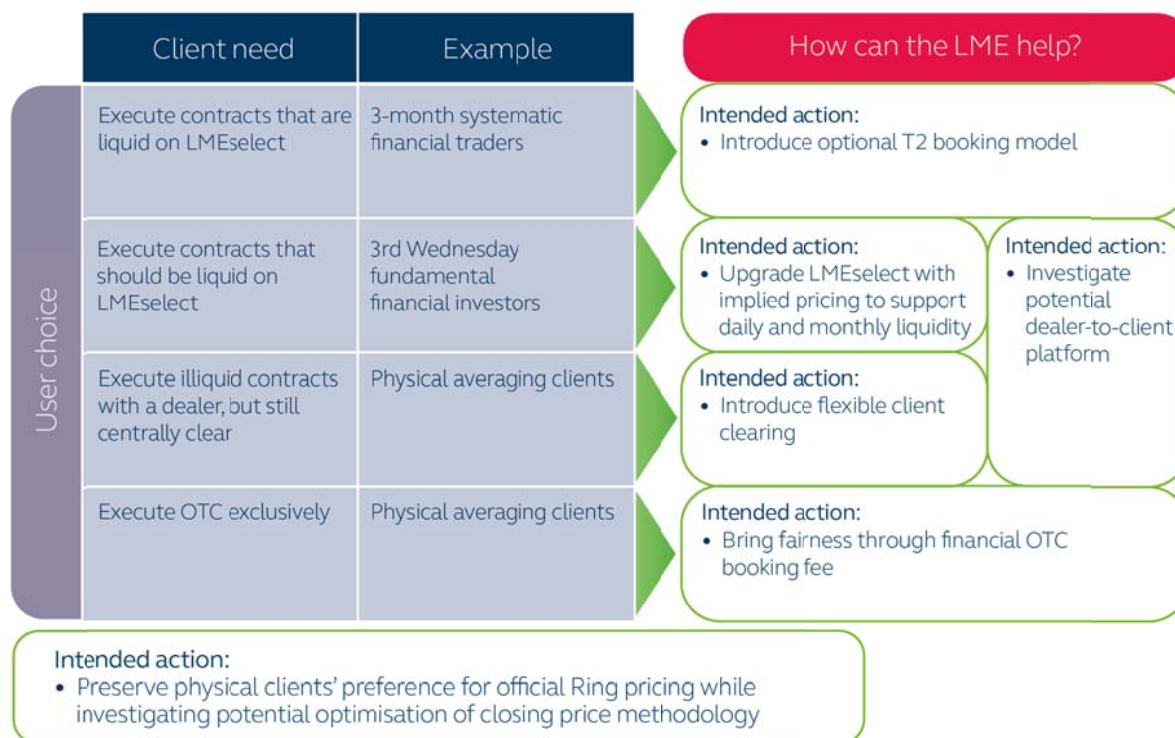 Client need
Example
How can the LME help?
User choice
Execute contracts that are
liquid on LMEselect
3-month systematic
financial traders
Intended action:
• Introduce optional T2 booking model
Execute contracts that
should be liquid on
LMEselect
3rd Wednesday
fundamental
financial investors
Intended action:
• Upgrade LMEselect with
implied pricing to support
daily and monthly liquidity
Intended action:
• Investigate
potential
dealer-to-client
platform
Execute illiquid contracts
with a dealer, but still
centrally clear
Physical averaging clients
Intended action:
• Introduce flexible client
clearing
Execute OTC exclusively
Physical averaging clients
Intended action:
• Bring fairness through financial OTC
booking fee
Intended action:
• Preserve physical clients’ preference for official Ring pricing while
investigating potential optimisation of closing price methodology